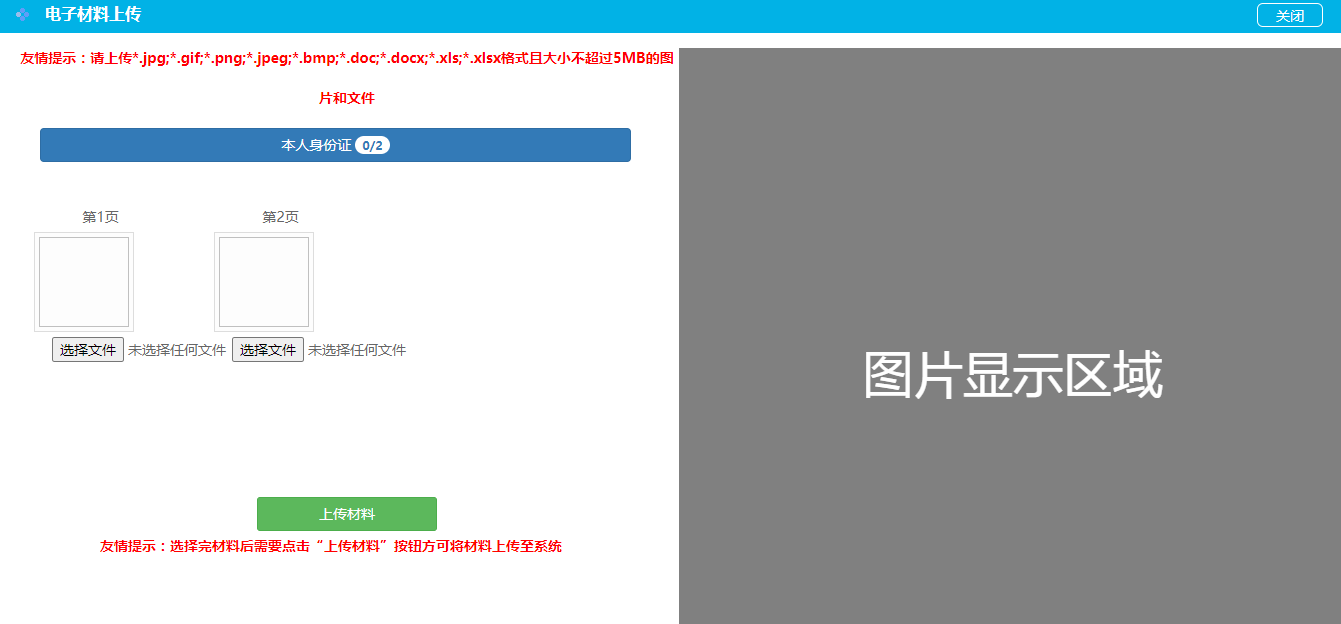 电子材料上传
关闭
友情提示：请上传*.jpg;*.gif;*.png;*.jpeg;*.bmp;*.doc;*.docx;*.xls;*.xlsx格式且大小不超过5MB的图
片和文件
本人身份证 0/2
第1页 第2页
选择文件 未选择任何文件 选择文件 未选择任何文件
图片显示区域
上传材料
友情提示：选择完材料后需要点击“上传材料”按钮方可将材料上传至系统